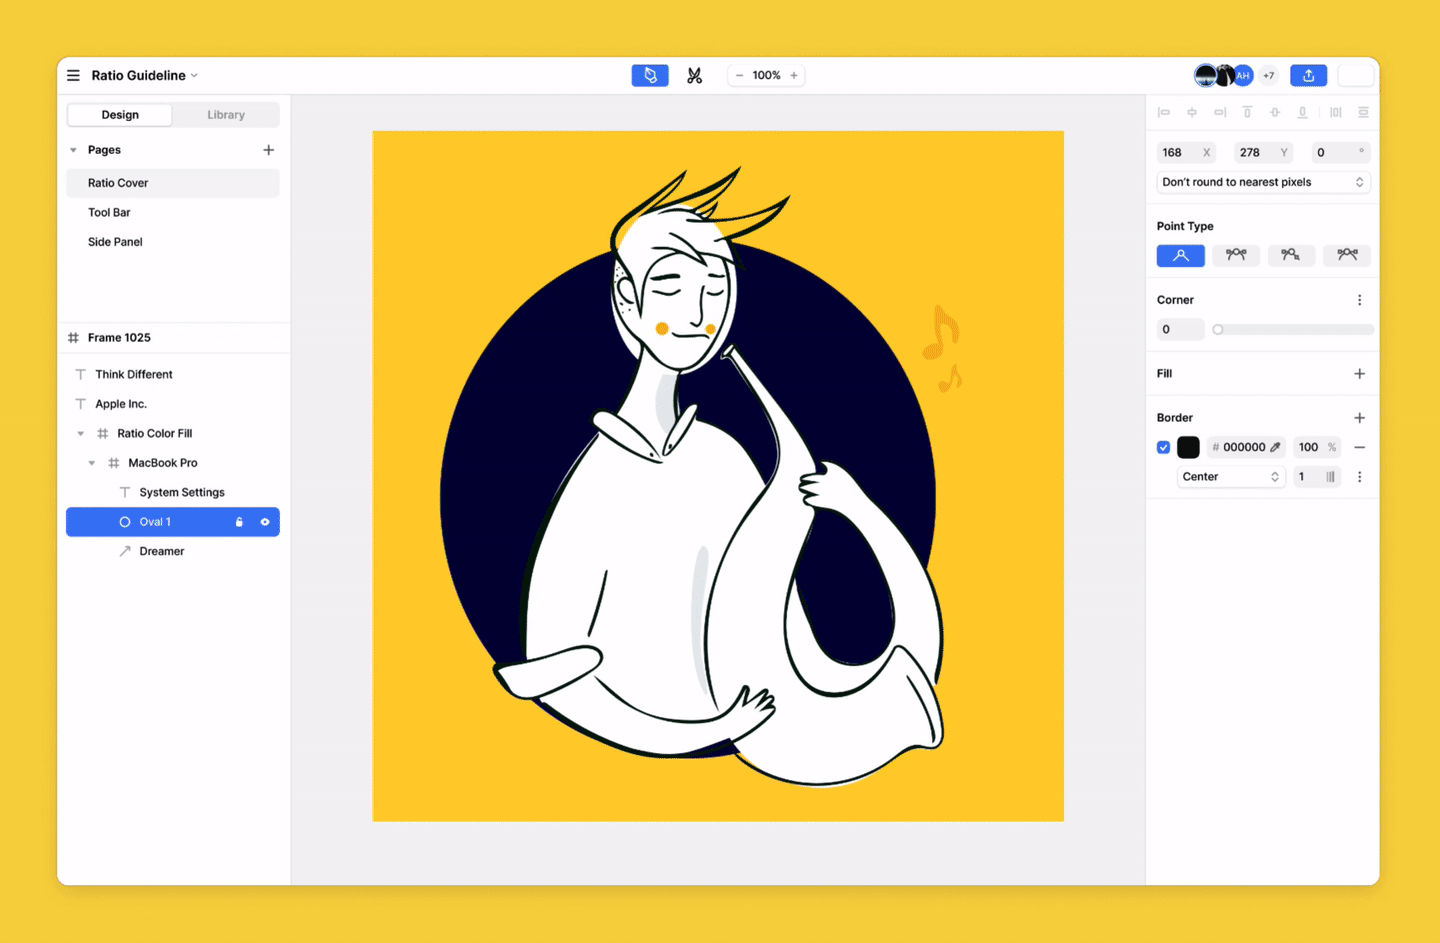 Ratio Guideline
100%
AH
+7
Design
Library
Pages
Ratio Cover
Tool Bar
Side Panel
Frame 1025
Think Different
Apple Inc.
Ratio Color Fill
MacBook Pro
System Settings
Oval 1
Dreamer
168 X
278 Y
0 °
Don’t round to nearest pixels
Point Type
Corner
0
Fill
Border
# 000000
100 %
Center
1